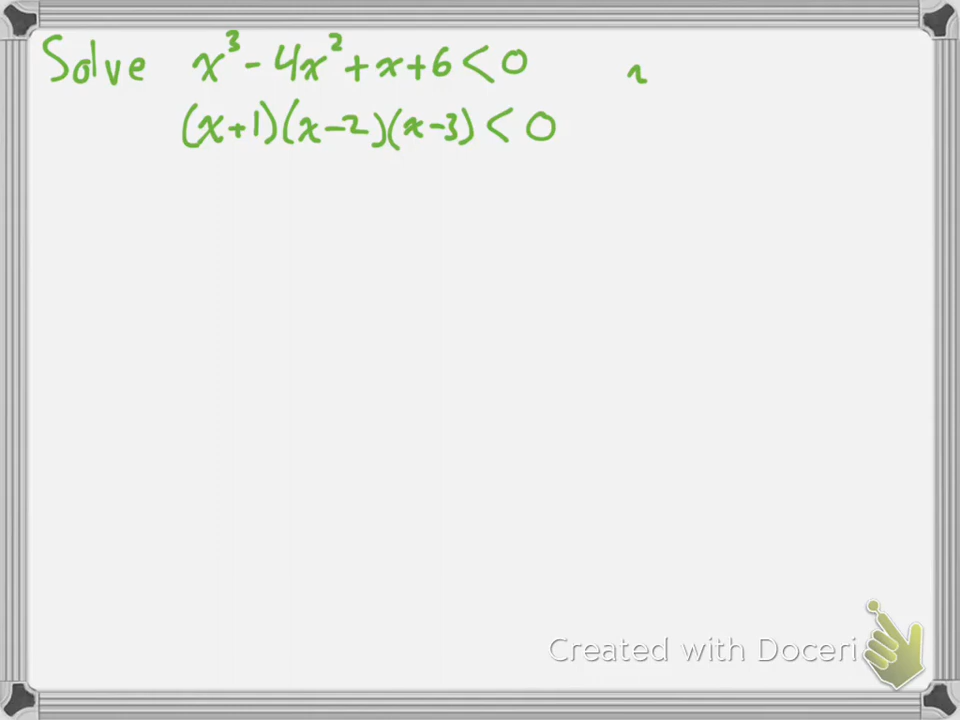 Solve x³ - 4x² + x + 6 < 0
(x+1)(x-2)(x-3) < 0
Created with Doceri